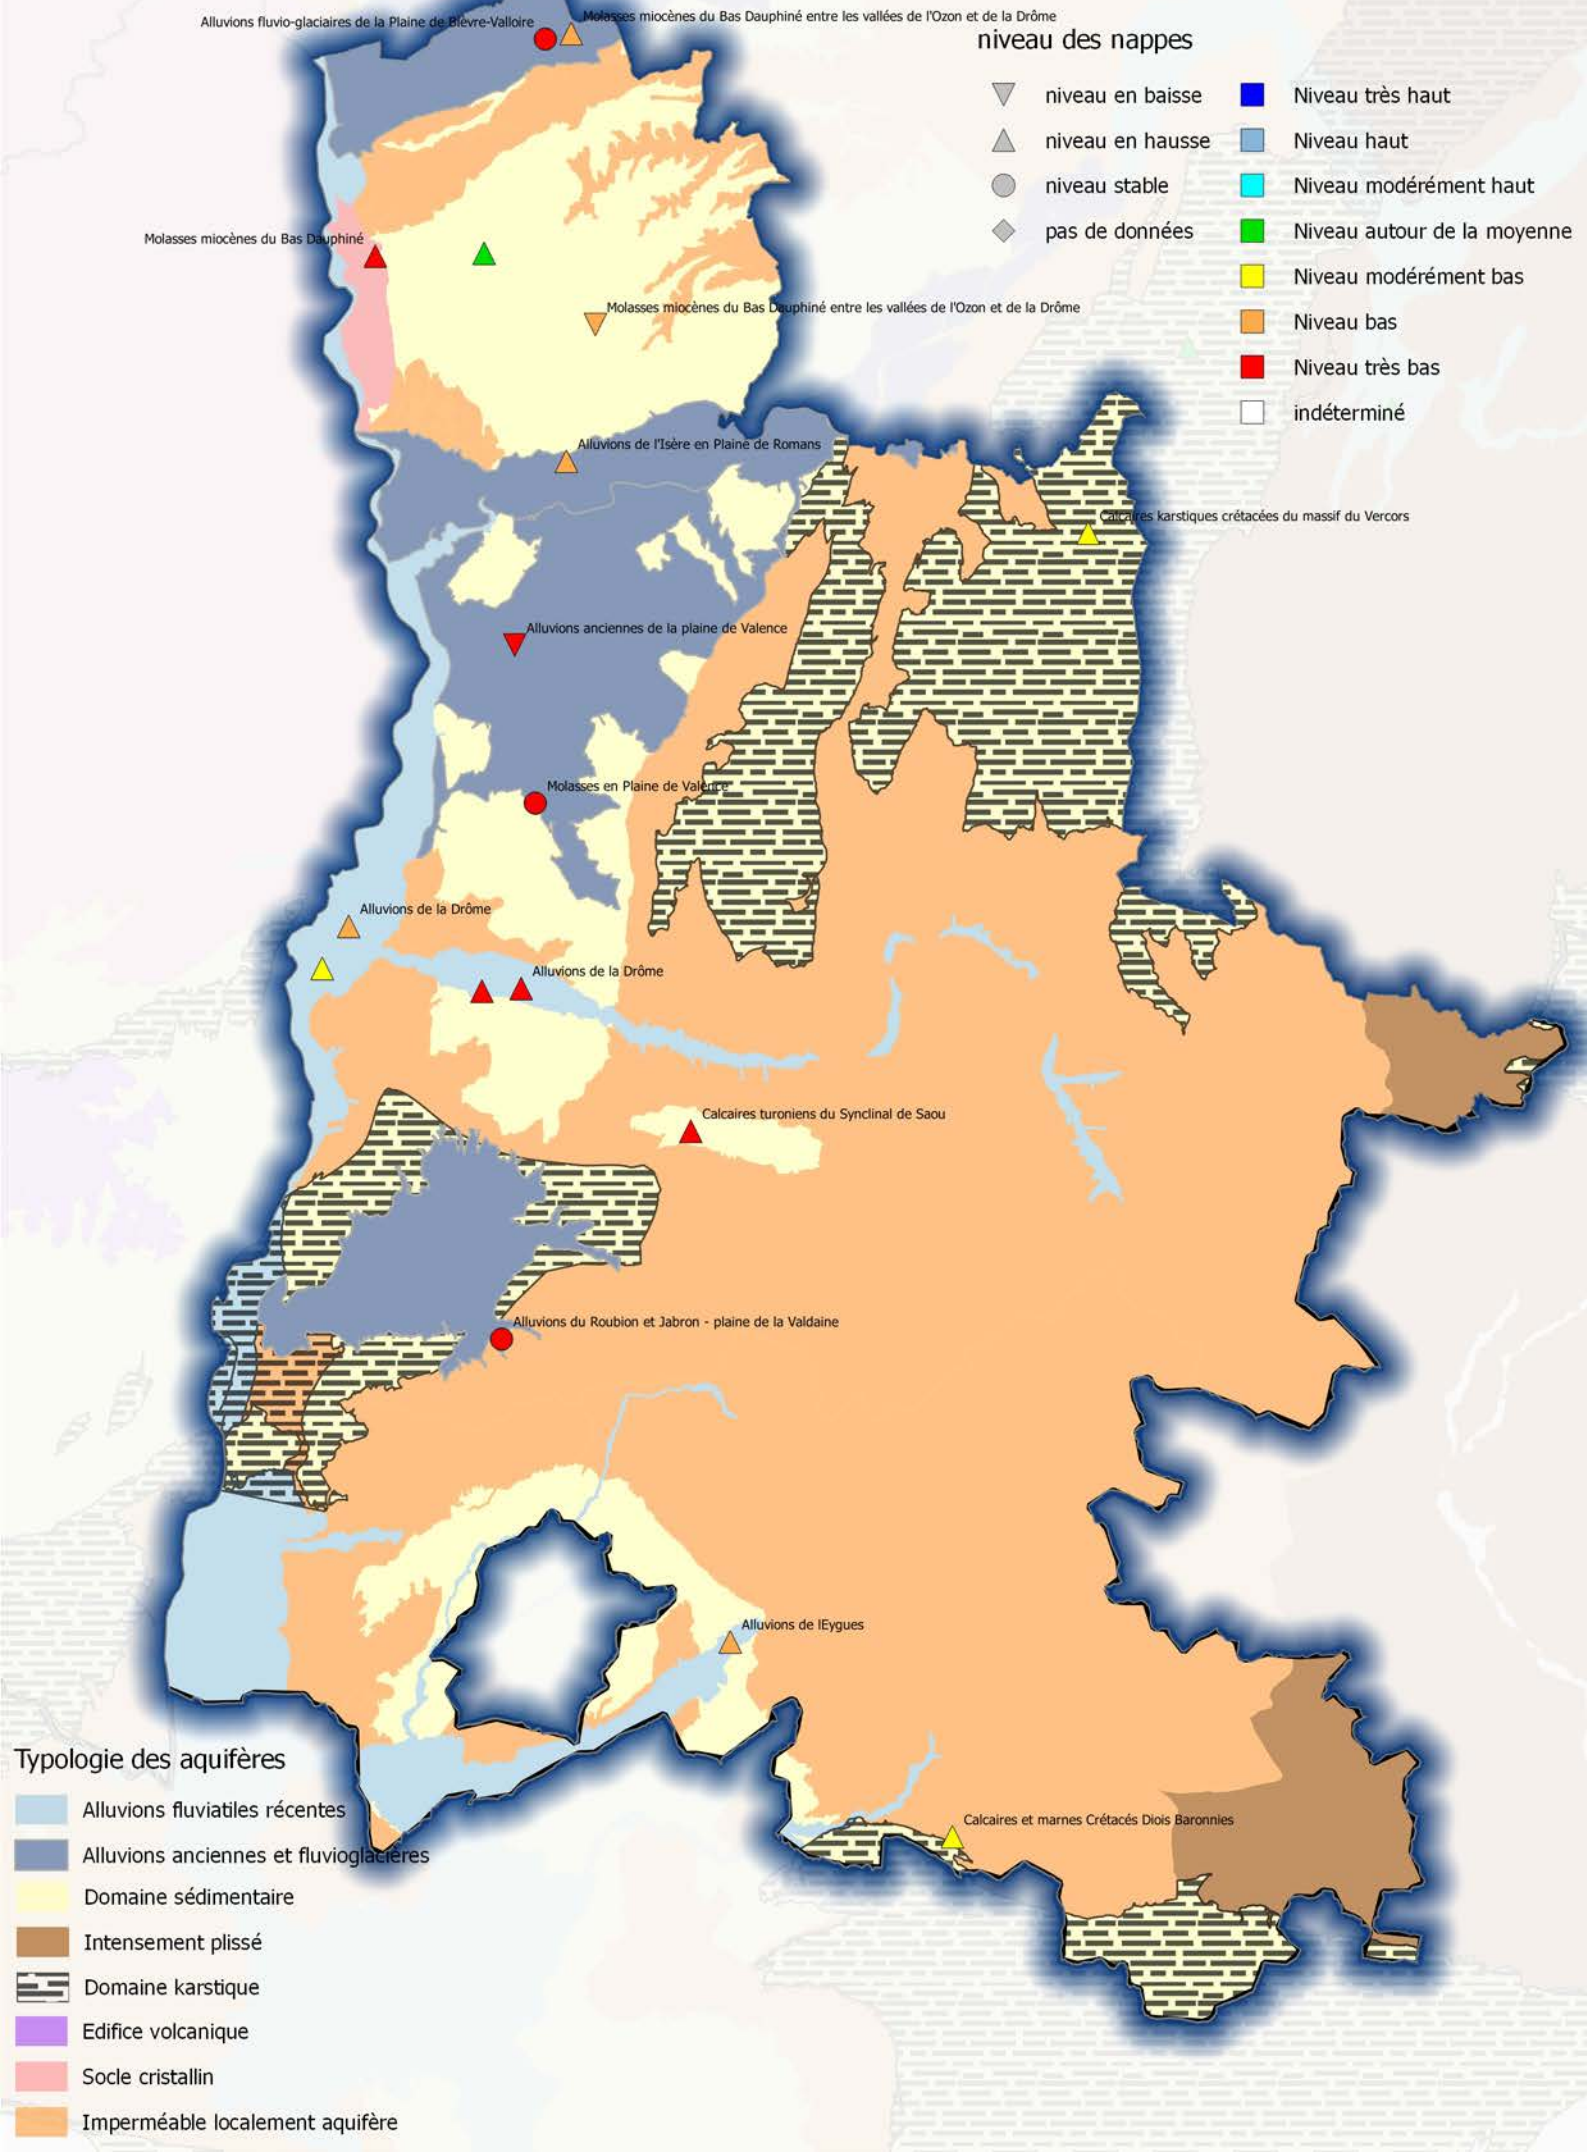 Alluvions fluvio-glaciaires de la Plaine de Bièvre-Valloire
Molasses miocènes du Bas Dauphiné entre les vallées de l'Ozon et de la Drôme
niveau des nappes
niveau en baisse
Niveau très haut
niveau en hausse
Niveau haut
niveau stable
Niveau modérément haut
pas de données
Niveau autour de la moyenne
Niveau modérément bas
Niveau bas
Niveau très bas
indéterminé
Molasses miocènes du Bas Dauphiné
Molasses miocènes du Bas Dauphiné entre les vallées de l'Ozon et de la Drôme
Alluvions de l'Isère en Plaine de Romans
Calcaires karstiques crétacées du massif du Vercors
Alluvions anciennes de la plaine de Valence
Molasses en Plaine de Valence
Alluvions de la Drôme
Alluvions de la Drôme
Calcaires turoniens du Synclinal de Saou
Alluvions du Roubion et Jabron - plaine de la Valdaine
Alluvions de lEygues
Calcaires et marnes Crétacés Diois Baronnies
Typologie des aquifères
Alluvions fluviatiles récentes
Alluvions anciennes et fluvioglacières
Domaine sédimentaire
Intensement plissé
Domaine karstique
Edifice volcanique
Socle cristallin
Imperméable localement aquifère